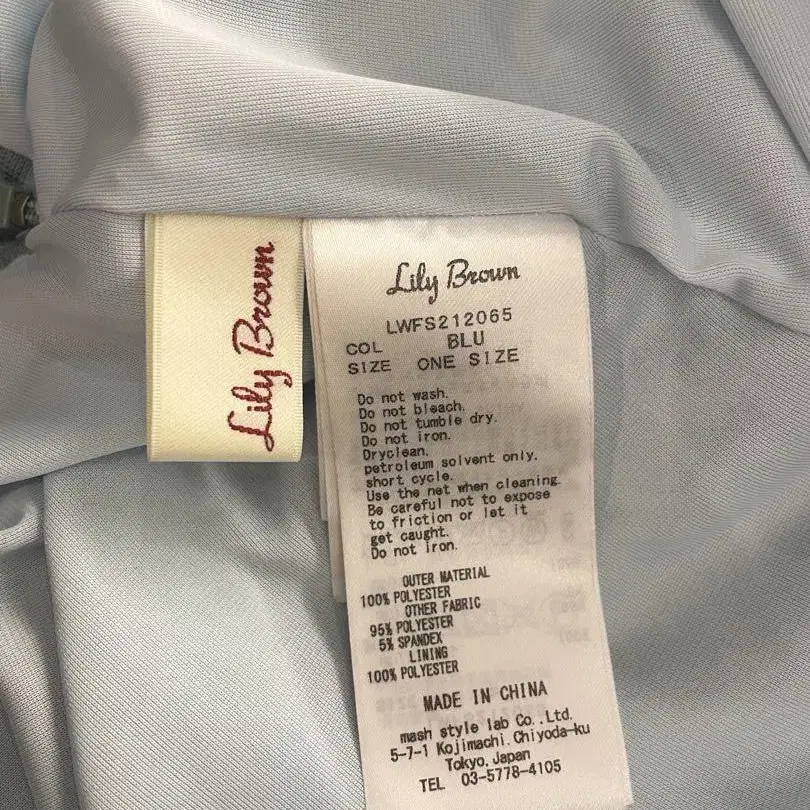 Lily Brown
Lily Brown
LWFS212065
COL BLU
SIZE ONE SIZE
Do not wash.
Do not bleach.
Do not tumble dry.
Do not iron.
Dryclean.
petroleum solvent only.
short cycle.
Use the net when cleaning.
Be careful not to expose
to friction or let it
get caught.
Do not iron.
OUTER MATERIAL
100% POLYESTER
OTHER FABRIC
95% POLYESTER
5% SPANDEX
LINING
100% POLYESTER
MADE IN CHINA
mash style lab Co.,Ltd.
5-7-1 Kojimachi.Chiyoda-ku
Tokyo.Japan
TEL 03-5778-4105